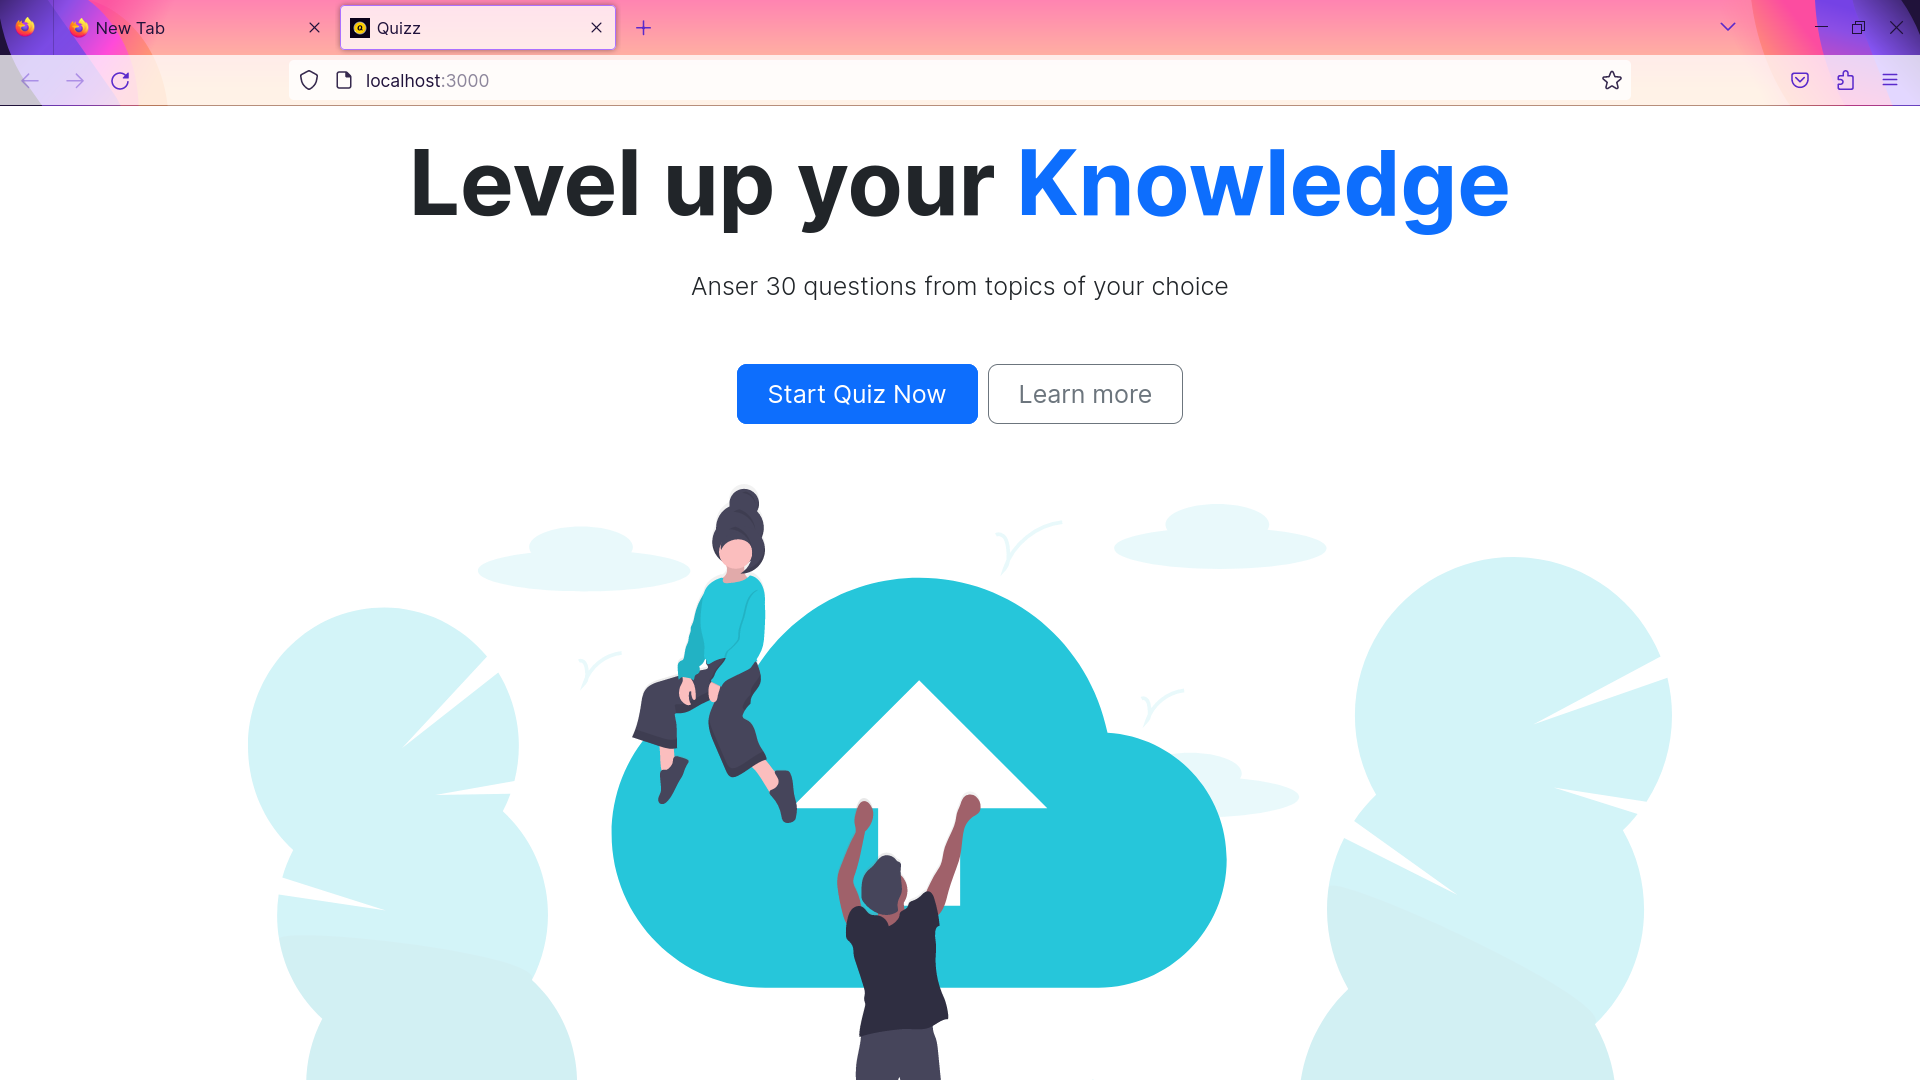 New Tab
Quizz
localhost:3000
Level up your Knowledge
Anser 30 questions from topics of your choice
Start Quiz Now
Learn more